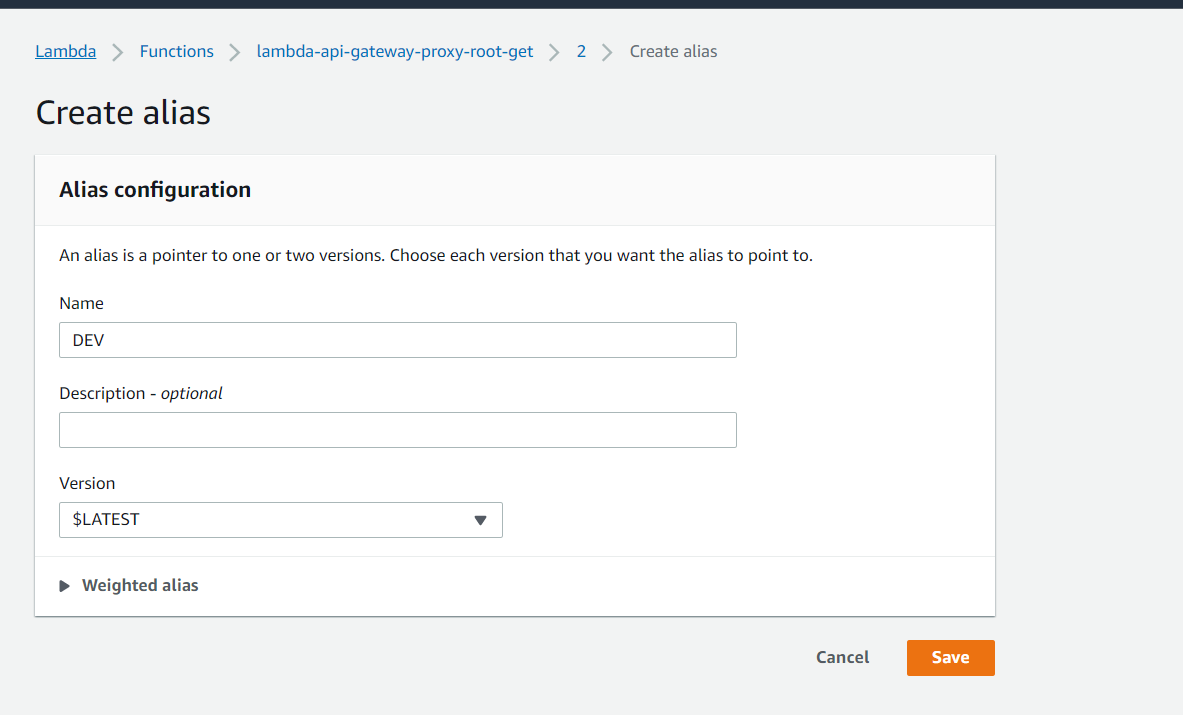 Lambda > Functions > lambda-api-gateway-proxy-root-get > 2 > Create alias
Create alias
Alias configuration
An alias is a pointer to one or two versions. Choose each version that you want the alias to point to.
Name
DEV
Description - optional
Version
$LATEST
Weighted alias
Cancel Save